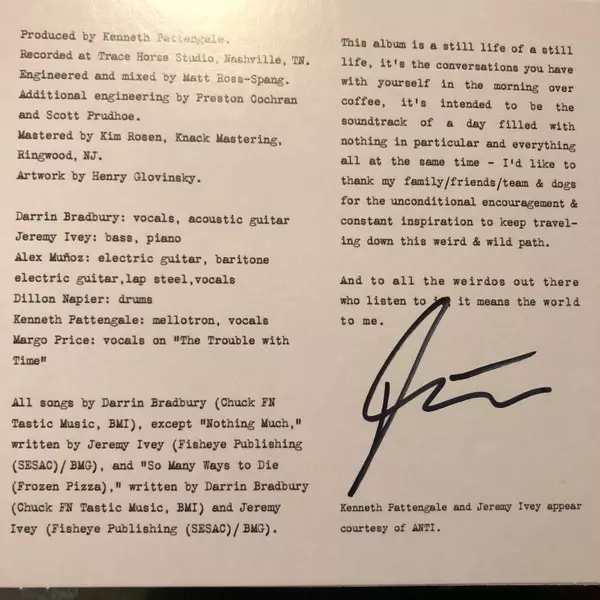 Produced by Kenneth Pattengale.
Recorded at Trace Horse Studio, Nashville, TN.
Engineered and mixed by Matt Ross-Spang.
Additional engineering by Preston Cochran
and Scott Prudhoe.
Mastered by Kim Rosen, Knack Mastering,
Ringwood, NJ.
Artwork by Henry Glovinsky.
Darrin Bradbury: vocals, acoustic guitar
Jeremy Ivey: bass, piano
Alex Muñoz: electric guitar, baritone
electric guitar,lap steel,vocals
Dillon Napier: drums
Kenneth Pattengale: mellotron, vocals
Margo Price: vocals on "The Trouble with
Time"
All songs by Darrin Bradbury (Chuck FN
Tastic Music, BMI), except "Nothing Much,"
written by Jeremy Ivey (Fisheye Publishing
(SESAC)/ BMG), and "So Many Ways to Die
(Frozen Pizza)," written by Darrin Bradbury
(Chuck FN Tastic Music, BMI) and Jeremy
Ivey (Fisheye Publishing (SESAC)/ BMG).
This album is a still life of a still
life, it's the conversations you have
with yourself in the morning over
coffee, it's intended to be the
soundtrack of a day filled with
nothing in particular and everything
all at the same time - I'd like to
thank my family/friends/team & dogs
for the unconditional encouragement &
constant inspiration to keep travel-
ing down this weird & wild path.
And to all the weirdos out there
who listen to it means the world
to me.
Kenneth Pattengale and Jeremy Ivey appear
courtesy of ANTI.